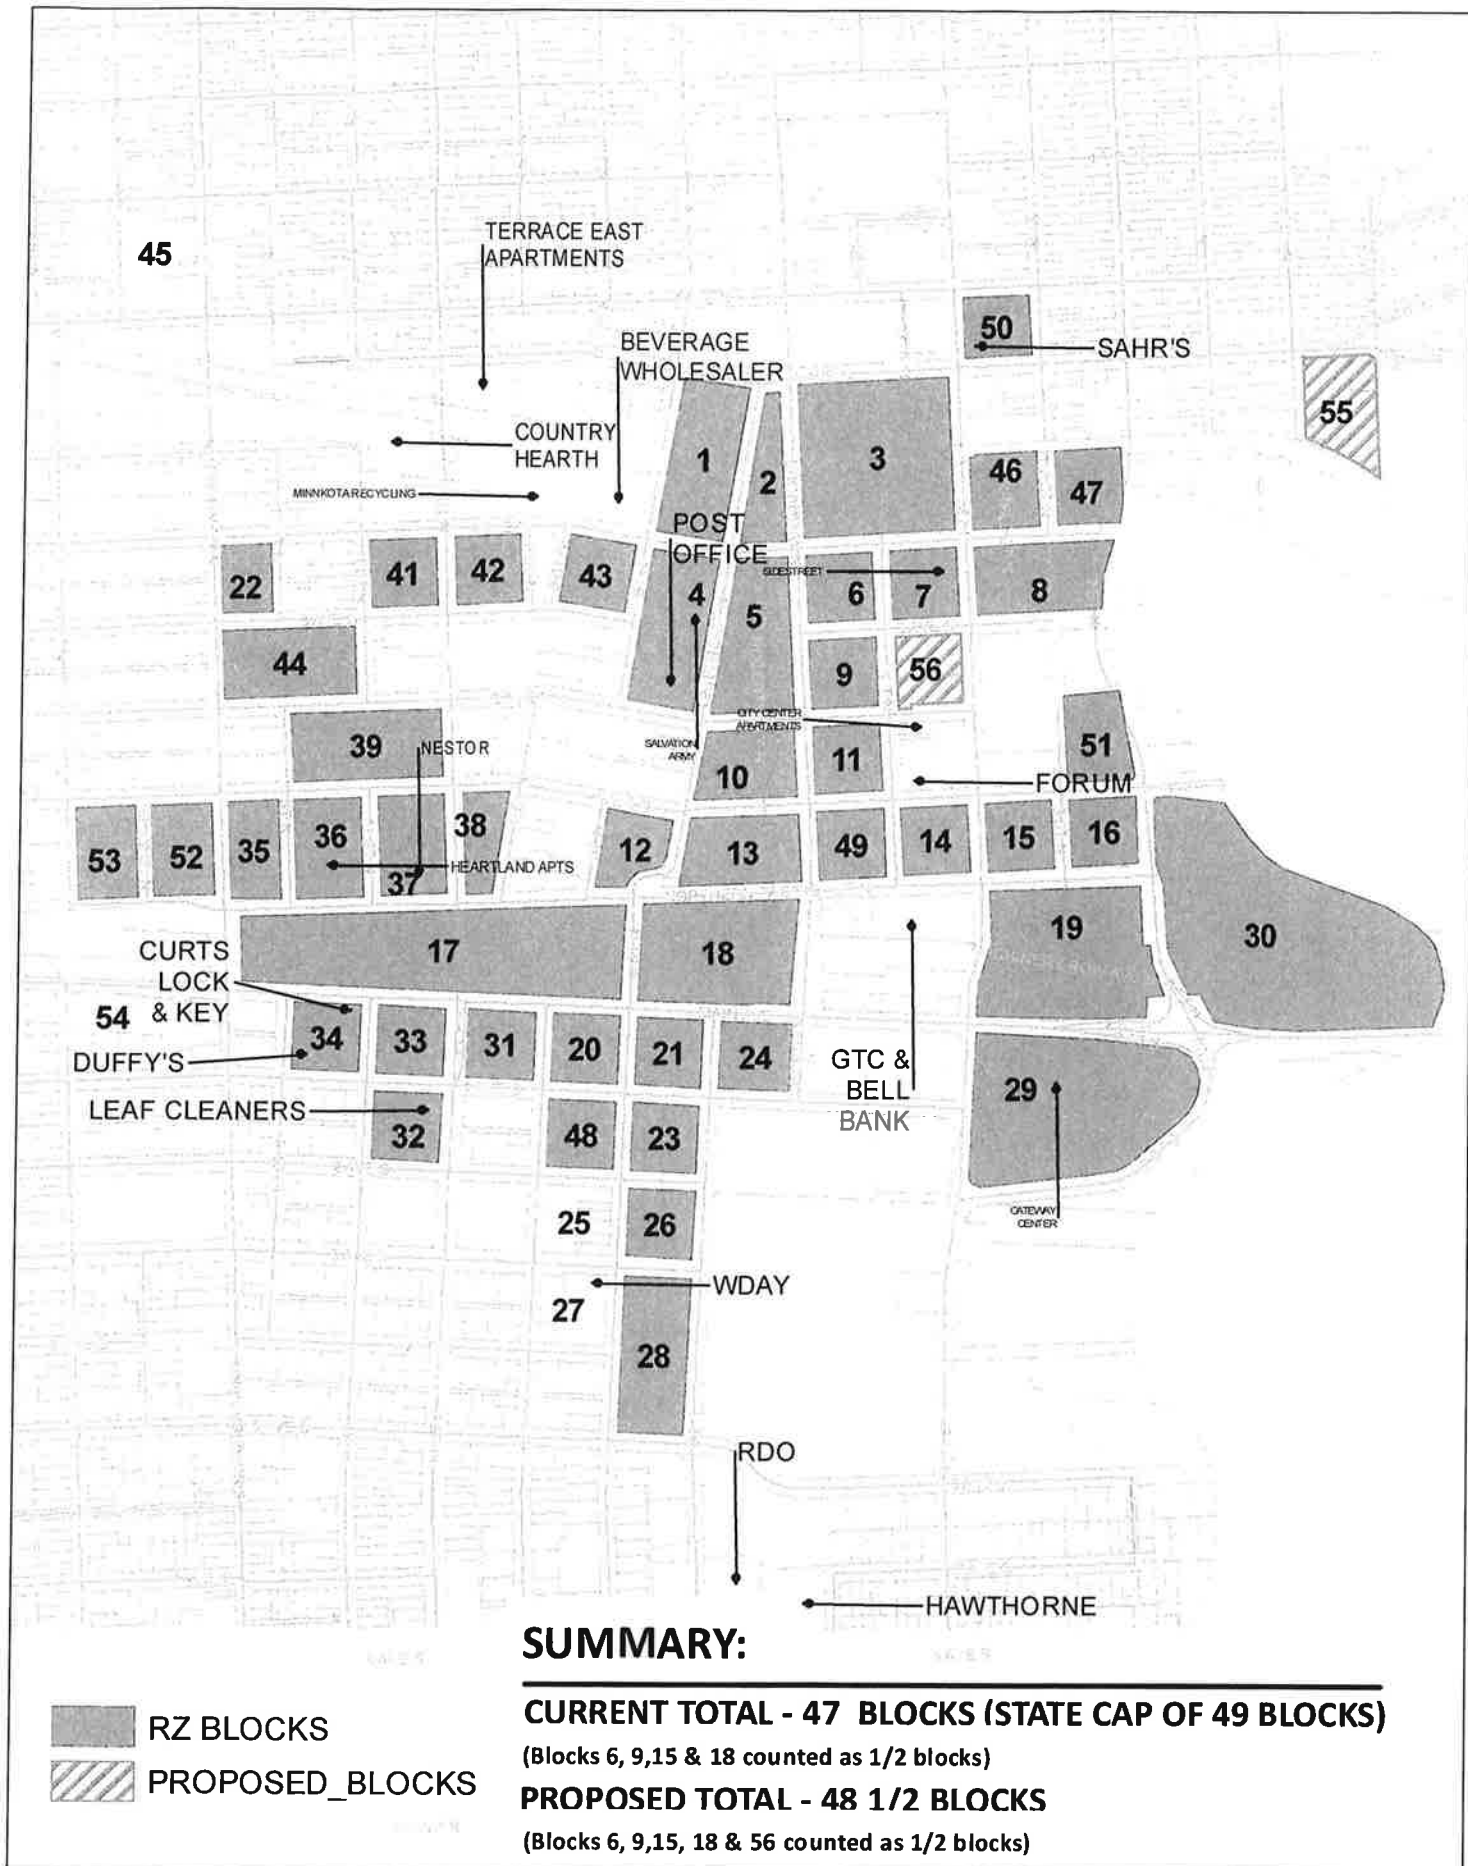 45
TERRACE EAST
APARTMENTS
50
SAHR'S
BEVERAGE
WHOLESALER
55
COUNTRY
HEARTH
1
2
3
46
47
MINNKOTA RECYCLING
POST
OFFICE
22
41
42
43
4
5
SIDESTREET
6
7
8
44
9
56
39
NESTOR
SALVATION
ARMY
CITY CENTER
APARTMENTS
10
11
51
FORUM
53
52
35
36
37
38
HEARTLAND APTS
12
13
49
14
15
16
17
18
19
30
CURTS
LOCK
& KEY
54
DUFFY'S
34
33
31
20
21
24
GTC &
BELL
BANK
29
LEAF CLEANERS
32
48
23
GATEWAY
CENTER
25
26
WDAY
27
28
RDO
HAWTHORNE
SUMMARY:
CURRENT TOTAL - 47 BLOCKS (STATE CAP OF 49 BLOCKS)
(Blocks 6, 9,15 & 18 counted as 1/2 blocks)
PROPOSED TOTAL - 48 1/2 BLOCKS
(Blocks 6, 9,15, 18 & 56 counted as 1/2 blocks)
RZ BLOCKS
PROPOSED_BLOCKS